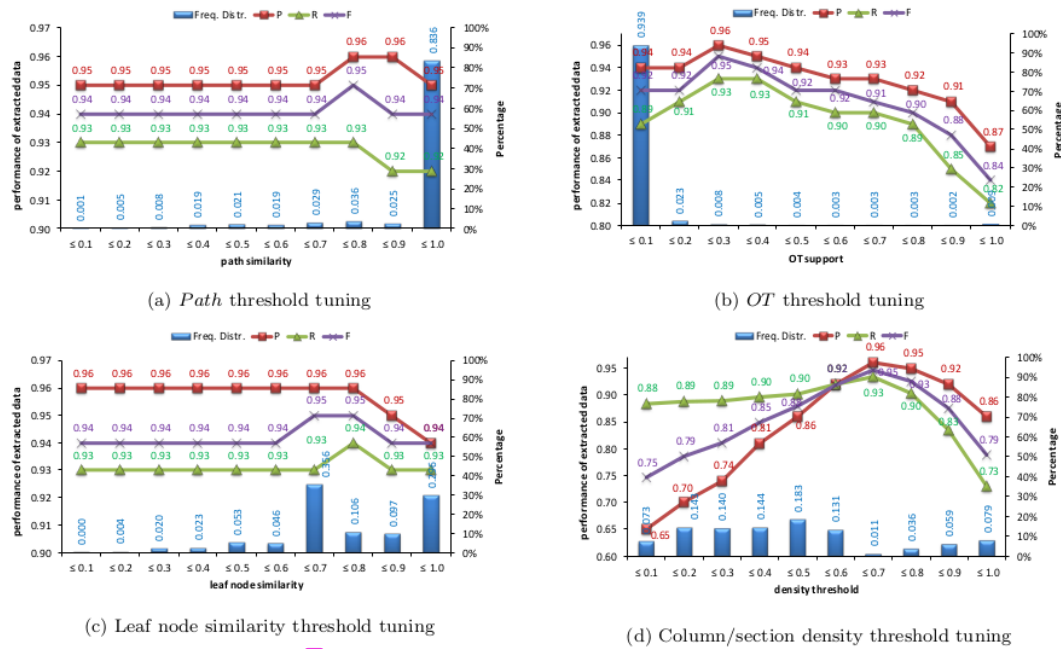 Freq. Distr. P R F
0.97
0.96
0.95
0.94
0.93
0.92
0.91
0.90
performance of extracted data
0.95 0.95 0.95 0.95 0.95 0.95 0.95 0.96 0.96 0.95
0.94 0.94 0.94 0.94 0.94 0.94 0.94 0.95 0.94 0.94
0.93 0.93 0.93 0.93 0.93 0.93 0.93 0.93 0.92 0.92
0.001 0.005 0.008 0.019 0.021 0.019 0.029 0.036 0.025 0.836
100%
90%
80%
70%
60%
50%
40%
30%
20%
10%
0%
Percentage
≤ 0.1 ≤ 0.2 ≤ 0.3 ≤ 0.4 ≤ 0.5 ≤ 0.6 ≤ 0.7 ≤ 0.8 ≤ 0.9 ≤ 1.0
path similarity
(a) Path threshold tuning
Freq. Distr. P R F
0.96
0.94
0.92
0.90
0.88
0.86
0.84
0.82
0.80
performance of extracted data
0.94 0.94 0.96 0.95 0.94 0.93 0.93 0.92 0.91 0.87
0.92 0.92 0.95 0.94 0.92 0.92 0.91 0.90 0.88 0.84
0.91 0.93 0.93 0.91 0.90 0.90 0.89 0.85 0.82
0.939 0.023 0.008 0.005 0.004 0.003 0.003 0.003 0.002
100%
90%
80%
70%
60%
50%
40%
30%
20%
10%
0%
Percentage
≤ 0.1 ≤ 0.2 ≤ 0.3 ≤ 0.4 ≤ 0.5 ≤ 0.6 ≤ 0.7 ≤ 0.8 ≤ 0.9 ≤ 1.0
OT support
(b) OT threshold tuning
Freq. Distr. P R F
0.97
0.96
0.95
0.94
0.93
0.92
0.91
0.90
performance of extracted data
0.96 0.96 0.96 0.96 0.96 0.96 0.96 0.96 0.95 0.94
0.94 0.94 0.94 0.94 0.94 0.94 0.95 0.95 0.94 0.94
0.93 0.93 0.93 0.93 0.93 0.93 0.93 0.94 0.93 0.93
0.000 0.004 0.020 0.023 0.053 0.046 0.106 0.097
100%
90%
80%
70%
60%
50%
40%
30%
20%
10%
0%
Percentage
≤ 0.1 ≤ 0.2 ≤ 0.3 ≤ 0.4 ≤ 0.5 ≤ 0.6 ≤ 0.7 ≤ 0.8 ≤ 0.9 ≤ 1.0
leaf node similarity
(c) Leaf node similarity threshold tuning
Freq. Distr. P R F
0.95
0.90
0.85
0.80
0.75
0.70
0.65
0.60
performance of extracted data
0.65 0.70 0.74 0.81 0.86 0.92 0.96 0.95 0.92 0.86
0.88 0.89 0.89 0.90 0.90 0.93 0.90 0.83 0.73
0.75 0.79 0.81 0.85 0.88 0.92 0.95 0.93 0.88 0.79
0.140 0.144 0.183 0.131 0.011 0.036 0.059 0.079
100%
90%
80%
70%
60%
50%
40%
30%
20%
10%
0%
Percentage
≤ 0.1 ≤ 0.2 ≤ 0.3 ≤ 0.4 ≤ 0.5 ≤ 0.6 ≤ 0.7 ≤ 0.8 ≤ 0.9 ≤ 1.0
density threshold
(d) Column/section density threshold tuning